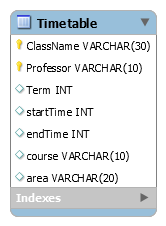 Timetable
ClassName VARCHAR(30)
Professor VARCHAR(10)
Term INT
startTime INT
endTime INT
course VARCHAR(10)
area VARCHAR(20)
Indexes